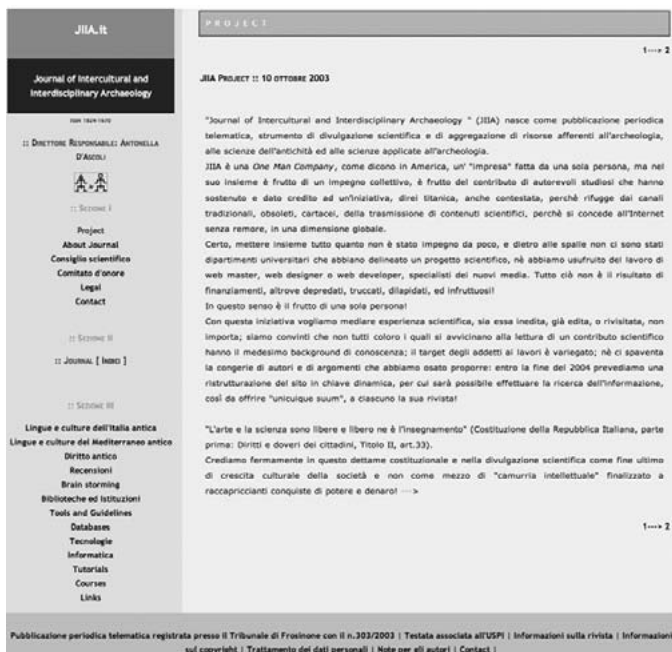 JIIA.it
Journal of Intercultural and
Interdisciplinary Archaeology
ISSN 1824-1670
:: Direttore Responsabile: Antonella
D'Ascoli
:: Sezione I
Project
About Journal
Consiglio scientifico
Comitato d'onore
Legal
Contact
:: Sezione II
:: Journal [ Indici ]
:: Sezione III
Lingue e culture dell'Italia antica
Lingue e culture del Mediterraneo antico
Diritto antico
Recensioni
Brain storming
Biblioteche ed Istituzioni
Tools and Guidelines
Databases
Tecnologie
Informatica
Tutorials
Courses
Links
PROJECT
1---> 2
JIIA Project :: 10 ottobre 2003
"Journal of Intercultural and Interdisciplinary Archaeology " (JIIA) nasce come pubblicazione periodica
telematica, strumento di divulgazione scientifica e di aggregazione di risorse afferenti all'archeologia,
alle scienze dell'antichità ed alle scienze applicate all'archeologia.
JIIA è una One Man Company, come dicono in America, un' "impresa" fatta da una sola persona, ma nel
suo insieme è frutto di un impegno collettivo, è frutto del contributo di autorevoli studiosi che hanno
sostenuto e dato credito ad un'iniziativa, direi titanica, anche contestata, perchè rifugge dai canali
tradizionali, obsoleti, cartacei, della trasmissione di contenuti scientifici, perchè si concede all'Internet
senza remore, in una dimensione globale.
Certo, mettere insieme tutto quanto non è stato impegno da poco, e dietro alle spalle non ci sono stati
dipartimenti universitari che abbiano delineato un progetto scientifico, nè abbiamo usufruito del lavoro di
web master, web designer o web developer, specialisti dei nuovi media. Tutto ciò non è il risultato di
finanziamenti, altrove depredati, truccati, dilapidati, ed infruttuosi!
In questo senso è il frutto di una sola persona!
Con questa iniziativa vogliamo mediare esperienza scientifica, sia essa inedita, già edita, o rivisitata, non
importa; siamo convinti che non tutti coloro i quali si avvicinano alla lettura di un contributo scientifico
hanno il medesimo background di conoscenza; il target degli addetti ai lavori è variegato; nè ci spaventa
la congerie di autori e di argomenti che abbiamo osato proporre: entro la fine del 2004 prevediamo una
ristrutturazione del sito in chiave dinamica, per cui sarà possibile effettuare la ricerca dell'informazione,
così da offrire "unicuique suum", a ciascuno la sua rivista!
"L'arte e la scienza sono libere e libero ne è l'insegnamento" (Costituzione della Repubblica Italiana, parte
prima: Diritti e doveri dei cittadini, Titolo II, art.33).
Crediamo fermamente in questo dettame costituzionale e nella divulgazione scientifica come fine ultimo
di crescita culturale della società e non come mezzo di "camurria intellettuale" finalizzato a
raccapriccianti conquiste di potere e denaro! --->
1---> 2
Pubblicazione periodica telematica registrata presso il Tribunale di Frosinone con il n.303/2003 | Testata associata all'USPI | Informazioni sulla rivista | Informazioni
sul copyright | Trattamento dei dati personali | Note per gli autori | Contact |